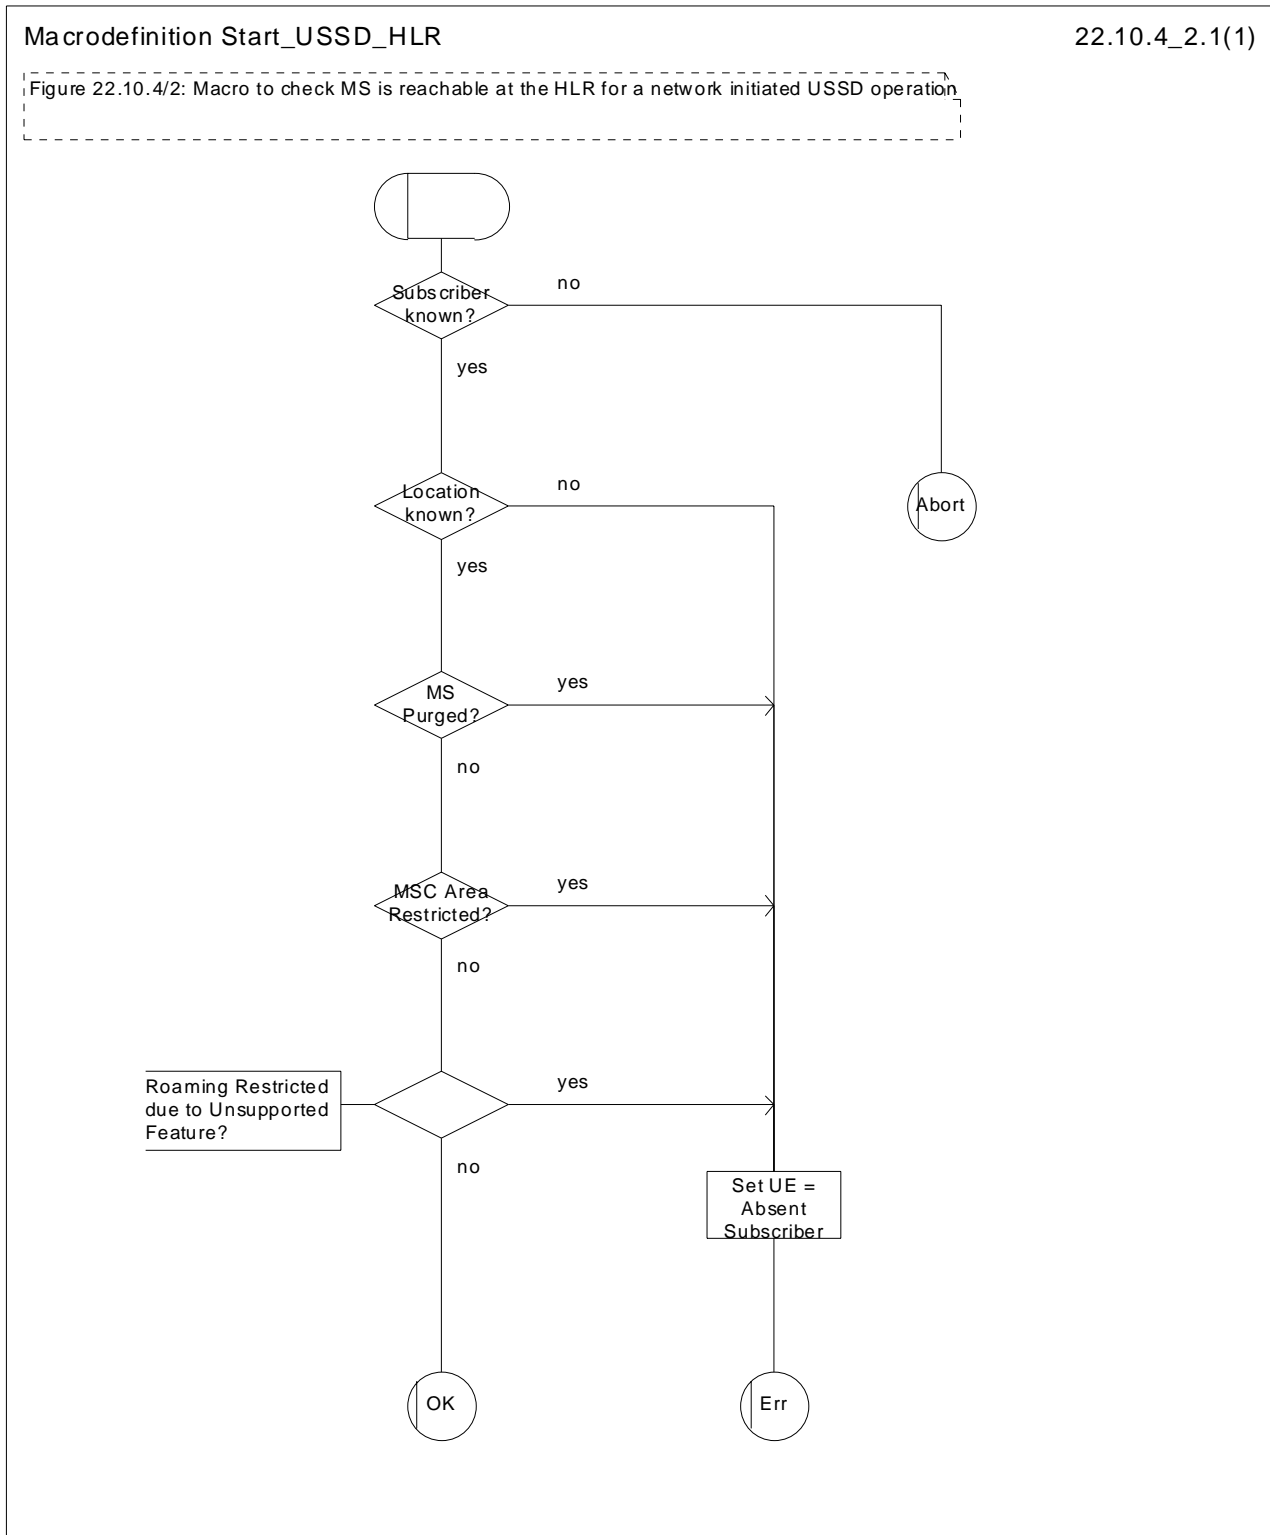 Macrodefinition Start_USSD_HLR
22.10.4_2.1(1)
Figure 22.10.4/2: Macro to check MS is reachable at the HLR for a network initiated USSD operation
Subscriber
known?
no
yes
Location
known?
no
Abort
yes
MS
Purged?
yes
no
MSC Area
Restricted?
yes
no
Roaming Restricted
due to Unsupported
Feature?
yes
no
Set UE =
Absent
Subscriber
OK
Err